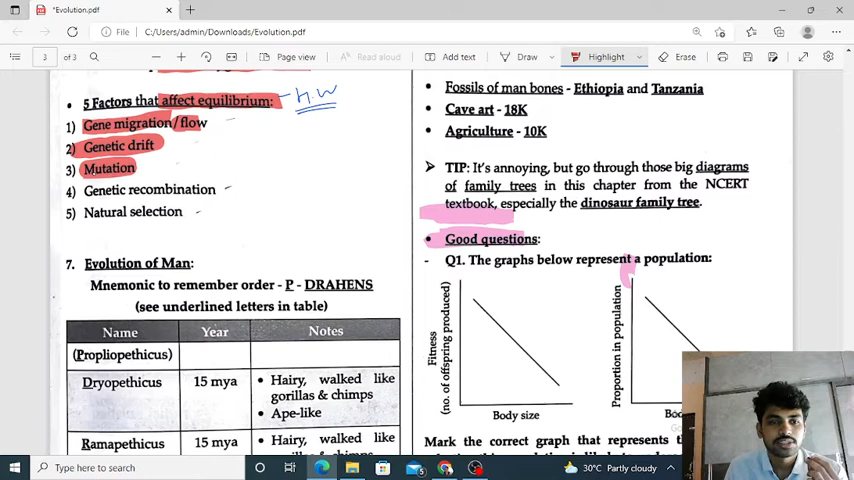 Evolution.pdf
File
C:/Users/admin/Downloads/Evolution.pdf
3
of 3
Page view
Read aloud
Add text
Draw
Highlight
Erase
• 5 Factors that affect equilibrium: - H.W
1) Gene migration/flow
2) Genetic drift
3) Mutation
4) Genetic recombination
5) Natural selection
7. Evolution of Man:
Mnemonic to remember order - P - DRAHENS
(see underlined letters in table)
Name Year Notes
(Propliopethicus)
Dryopethicus 15 mya • Hairy, walked like
gorillas & chimps
• Ape-like
Ramapethicus 15 mya • Hairy, walked like
Fossils of man bones - Ethiopia and Tanzania
• Cave art - 18K
• Agriculture - 10K
➢ TIP: It's annoying, but go through those big diagrams
of family trees in this chapter from the NCERT
textbook, especially the dinosaur family tree.
• Good questions:
- Q1. The graphs below represent a population:
Fitness
(no. of offspring produced)
Body size
Proportion in population
Mark the correct graph that represents
Type here to search
30°C Partly cloudy